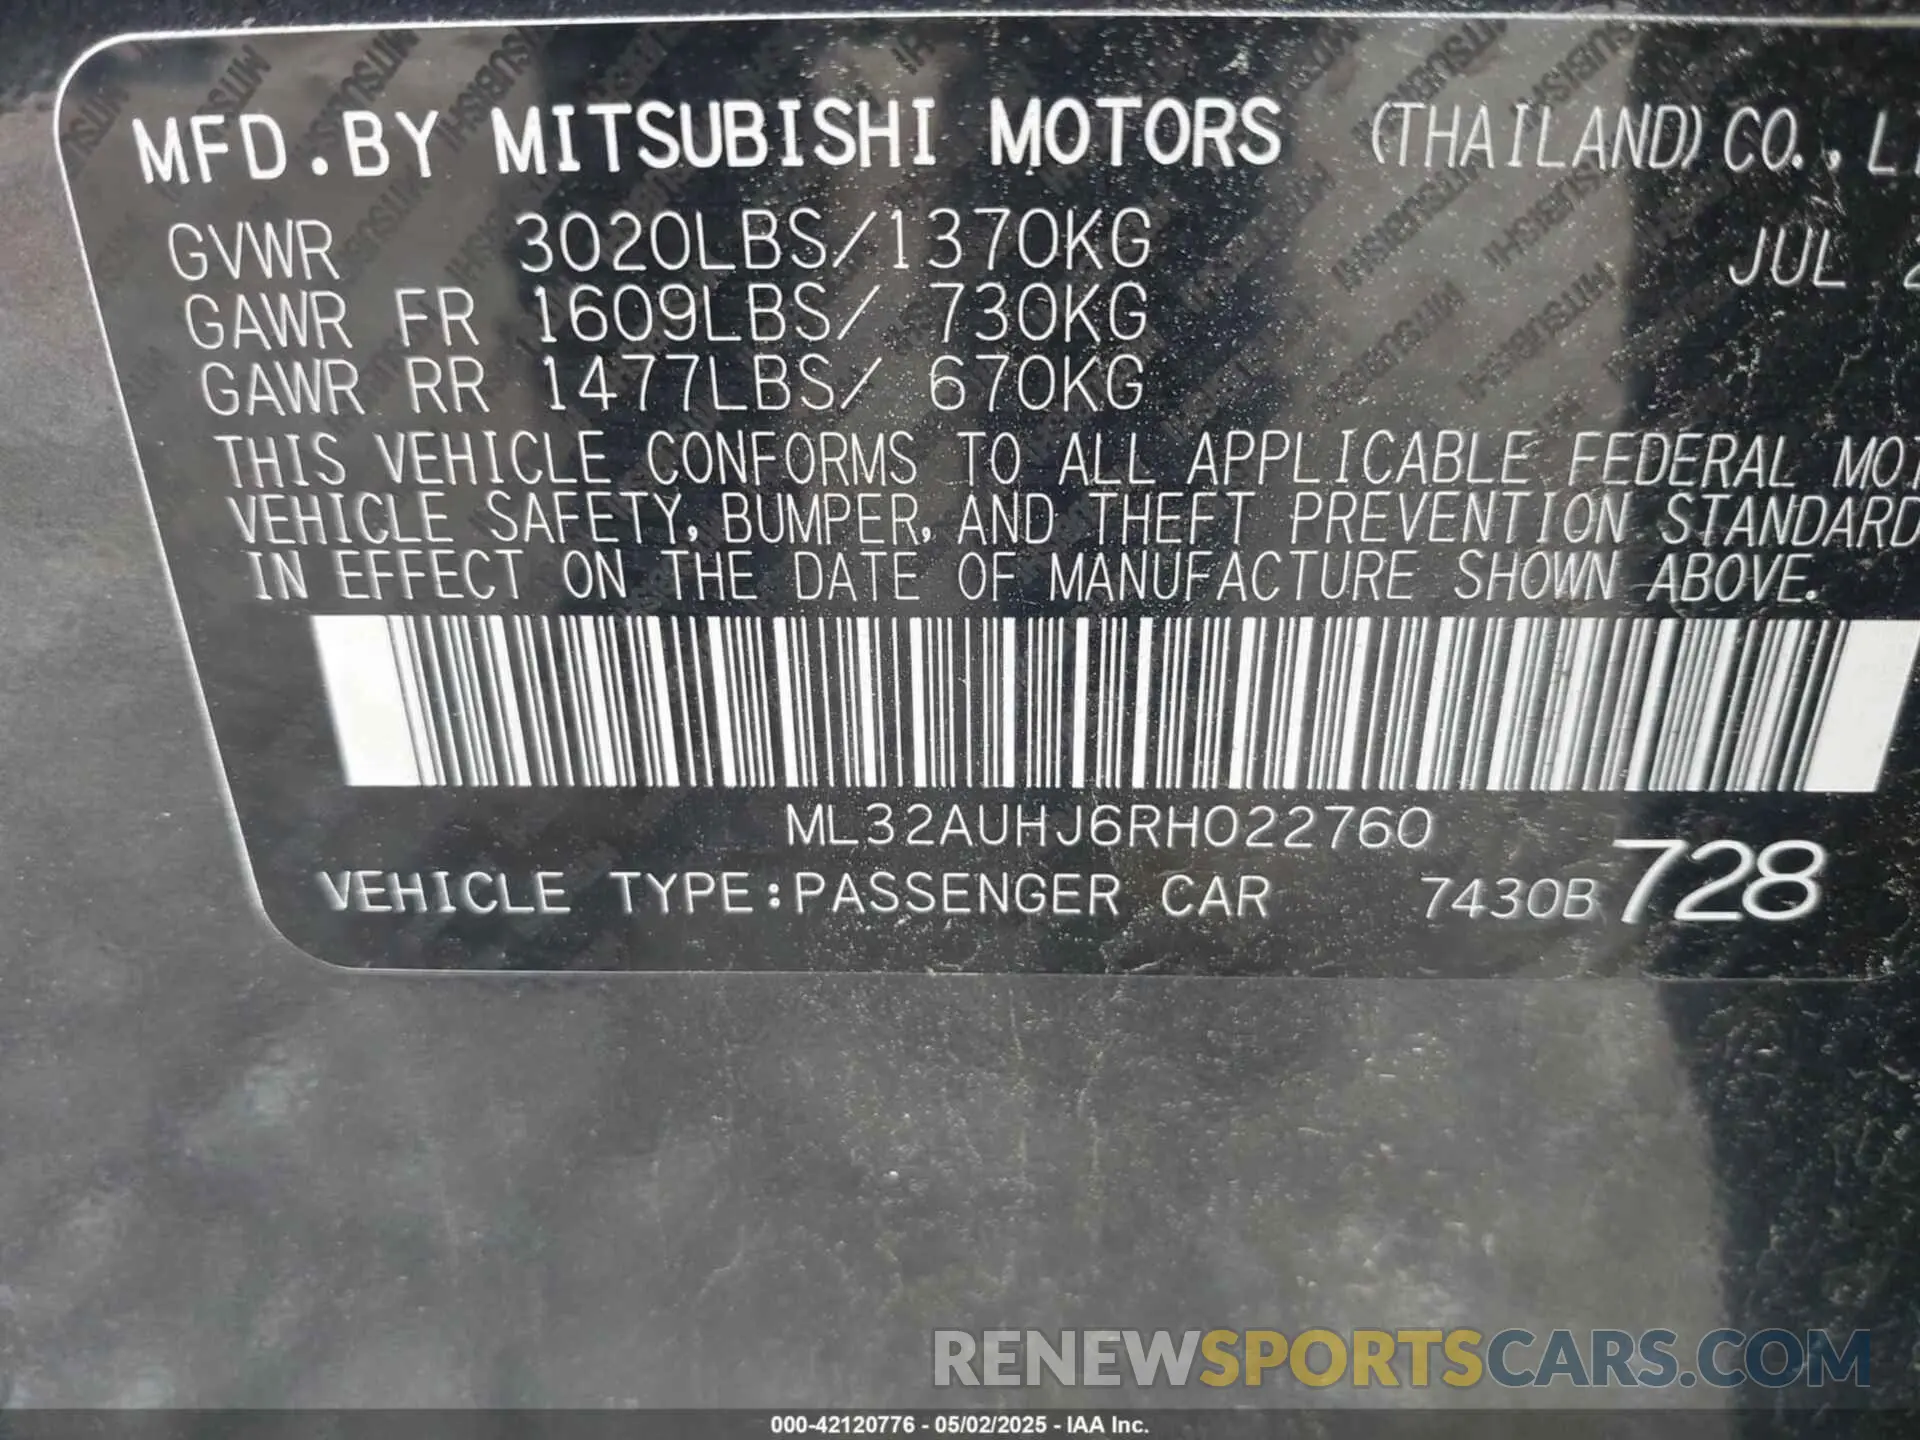 MFD.BY MITSUBISHI MOTORS (THAILAND) CO.,
GVWR 3020LBS/1370KG JUL
GAWR FR 1609LBS/ 730KG
GAWR RR 1477LBS/ 670KG
THIS VEHICLE CONFORMS TO ALL APPLICABLE FEDERAL
VEHICLE SAFETY, BUMPER, AND THEFT PREVENTION STANDARD
IN EFFECT ON THE DATE OF MANUFACTURE SHOWN ABOVE.
ML32AUHJ6RH022760
VEHICLE TYPE:PASSENGER CAR 7430B 728
RENEWSPORTSCARS.COM
000-42120776 - 05/02/2025 - IAA Inc.